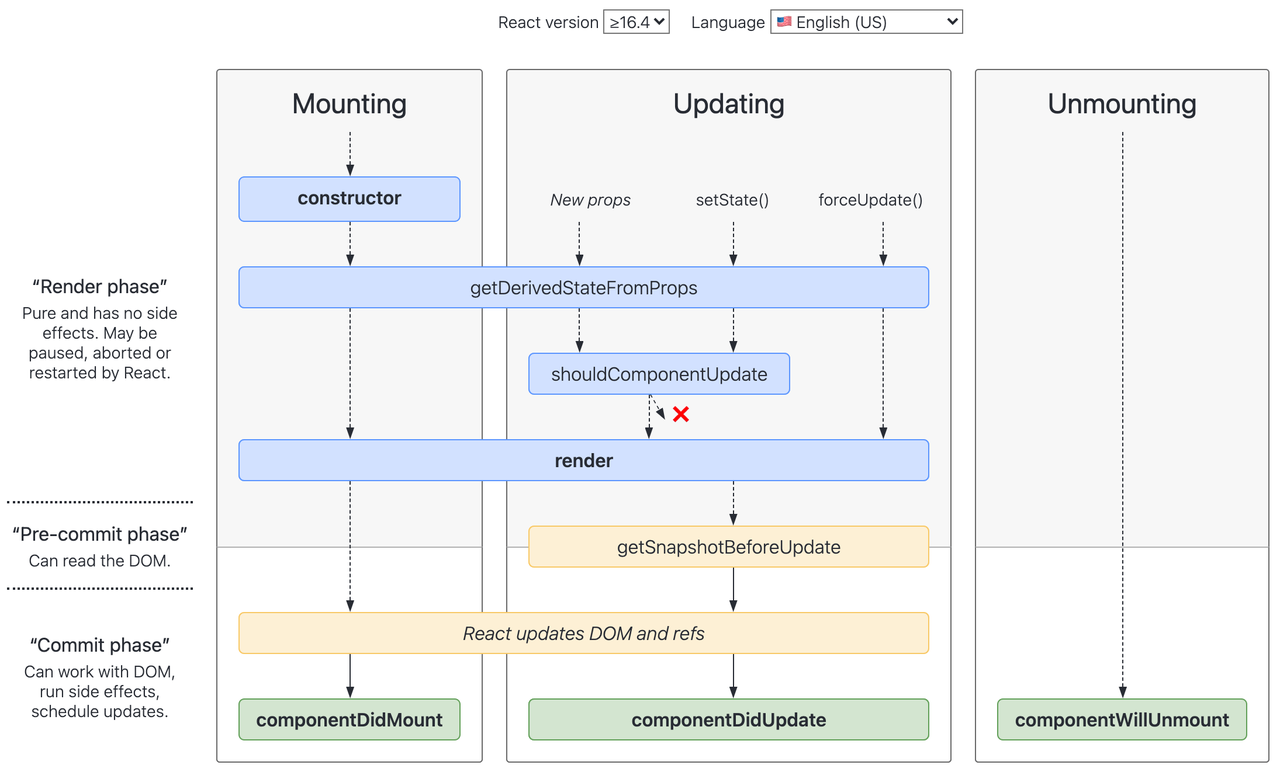 React version ≥16.4 Language 🇺🇸 English (US)
Mounting
Updating
Unmounting
constructor
New props
setState()
forceUpdate()
“Render phase”
Pure and has no side
effects. May be
paused, aborted or
restarted by React.
getDerivedStateFromProps
shouldComponentUpdate
render
“Pre-commit phase”
Can read the DOM.
getSnapshotBeforeUpdate
“Commit phase”
Can work with DOM,
run side effects,
schedule updates.
React updates DOM and refs
componentDidMount
componentDidUpdate
componentWillUnmount